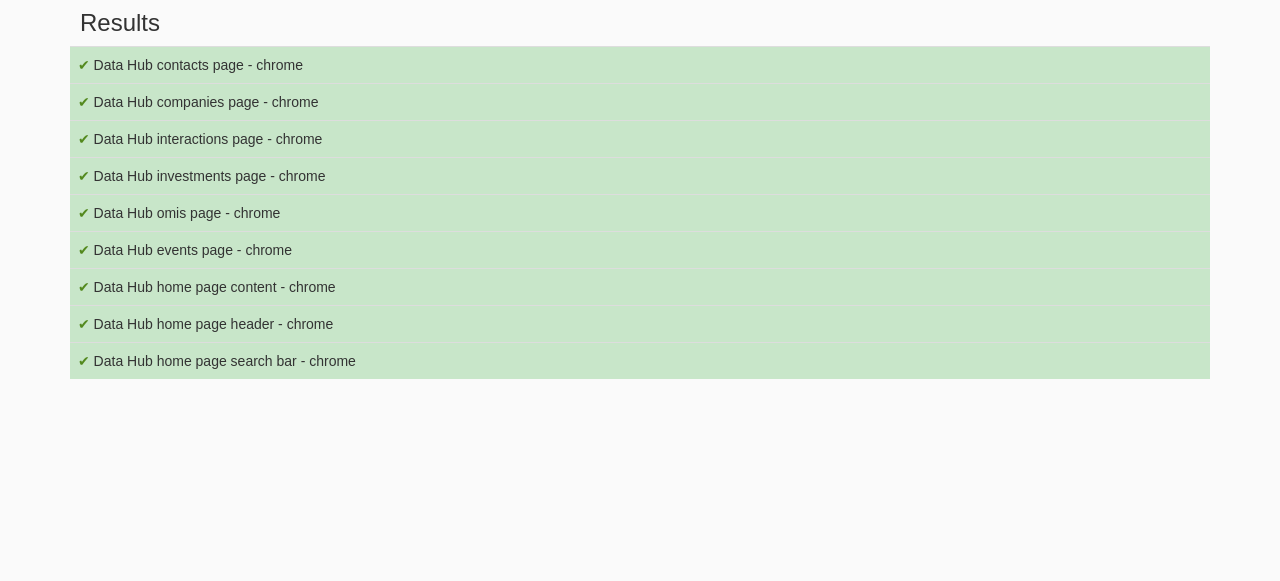 Results
✔ Data Hub contacts page - chrome
✔ Data Hub companies page - chrome
✔ Data Hub interactions page - chrome
✔ Data Hub investments page - chrome
✔ Data Hub omis page - chrome
✔ Data Hub events page - chrome
✔ Data Hub home page content - chrome
✔ Data Hub home page header - chrome
✔ Data Hub home page search bar - chrome